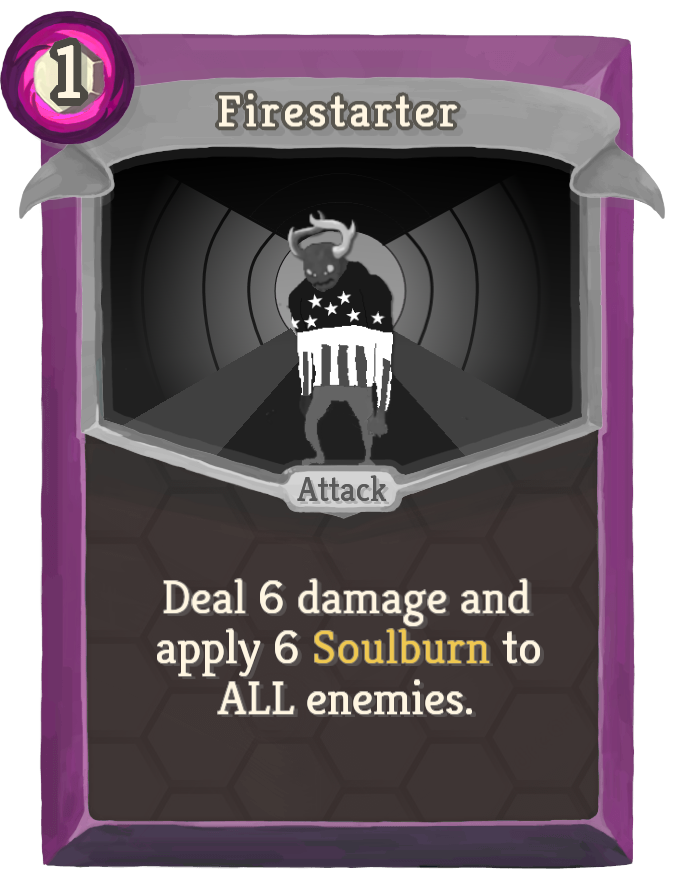 1
Firestarter
Attack
Deal 6 damage and
apply 6 Soulburn to
ALL enemies.